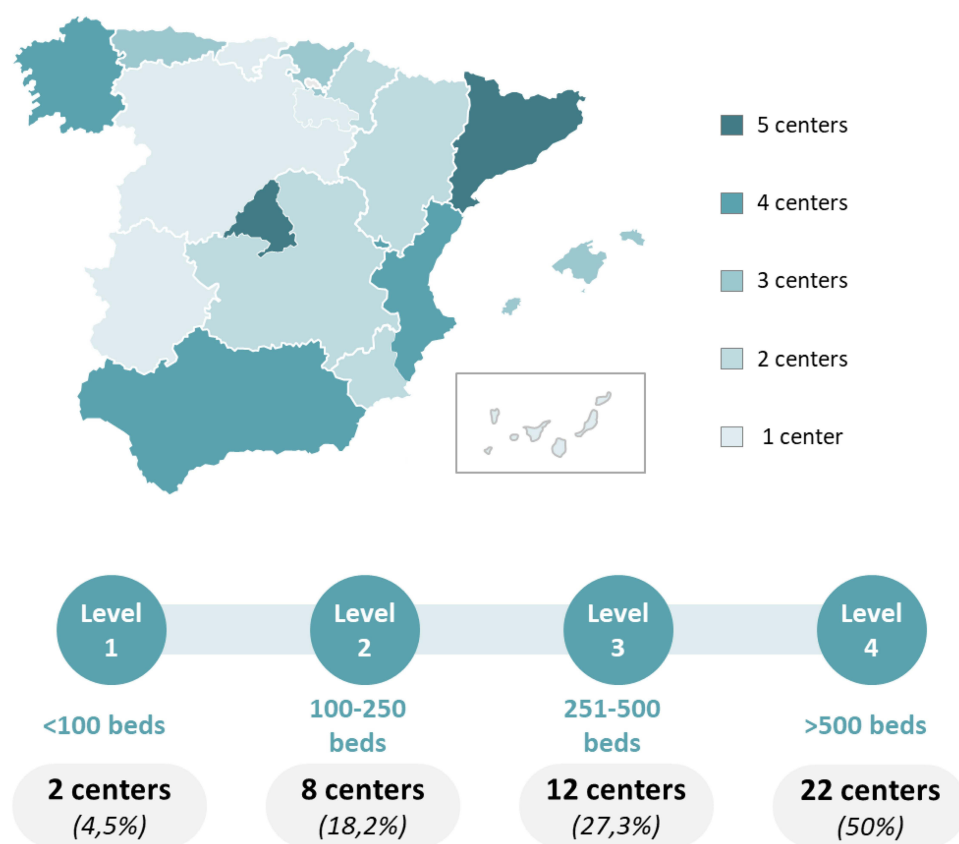 5 centers
4 centers
3 centers
2 centers
1 center
Level
1
Level
2
Level
3
Level
4
<100 beds
100-250
beds
251-500
beds
>500 beds
2 centers
(4,5%)
8 centers
(18,2%)
12 centers
(27,3%)
22 centers
(50%)